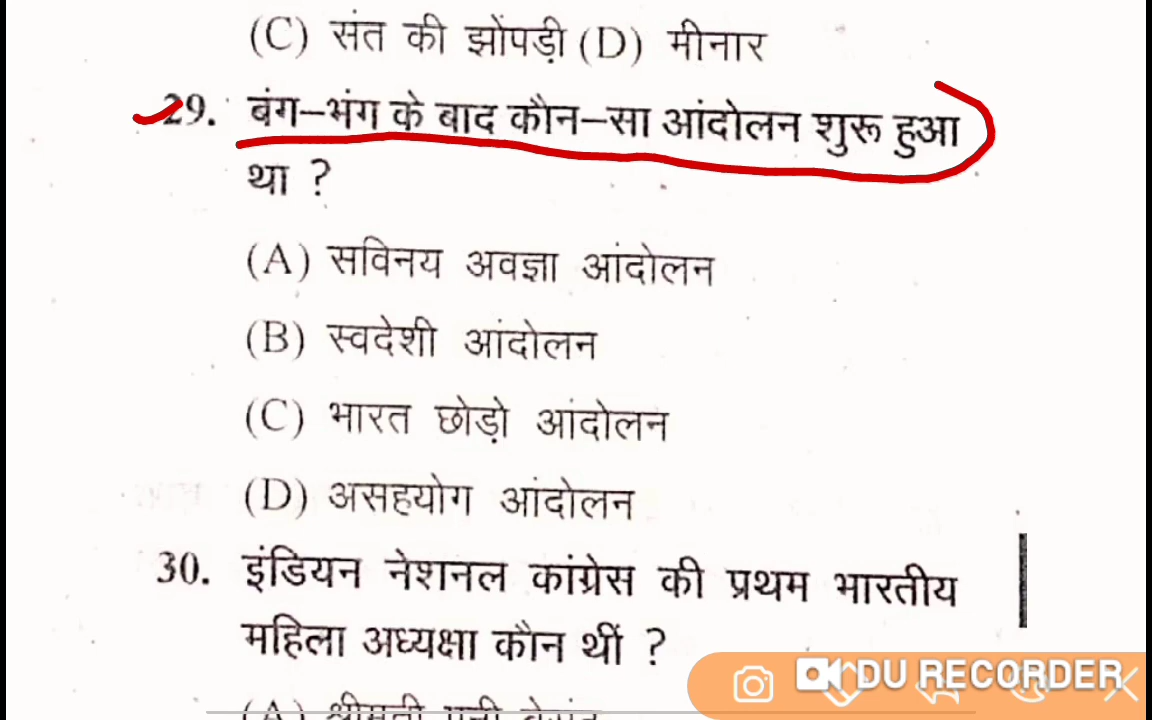 (C) संत की झोंपड़ी (D) मीनार
29. बंग–भंग के बाद कौन–सा आंदोलन शुरू हुआ
था ?
(A) सविनय अवज्ञा आंदोलन
(B) स्वदेशी आंदोलन
(C) भारत छोड़ो आंदोलन
(D) असहयोग आंदोलन
30. इंडियन नेशनल कांग्रेस की प्रथम भारतीय
महिला अध्यक्षा कौन थीं ?
DU RECORDER
(A) श्रीमती